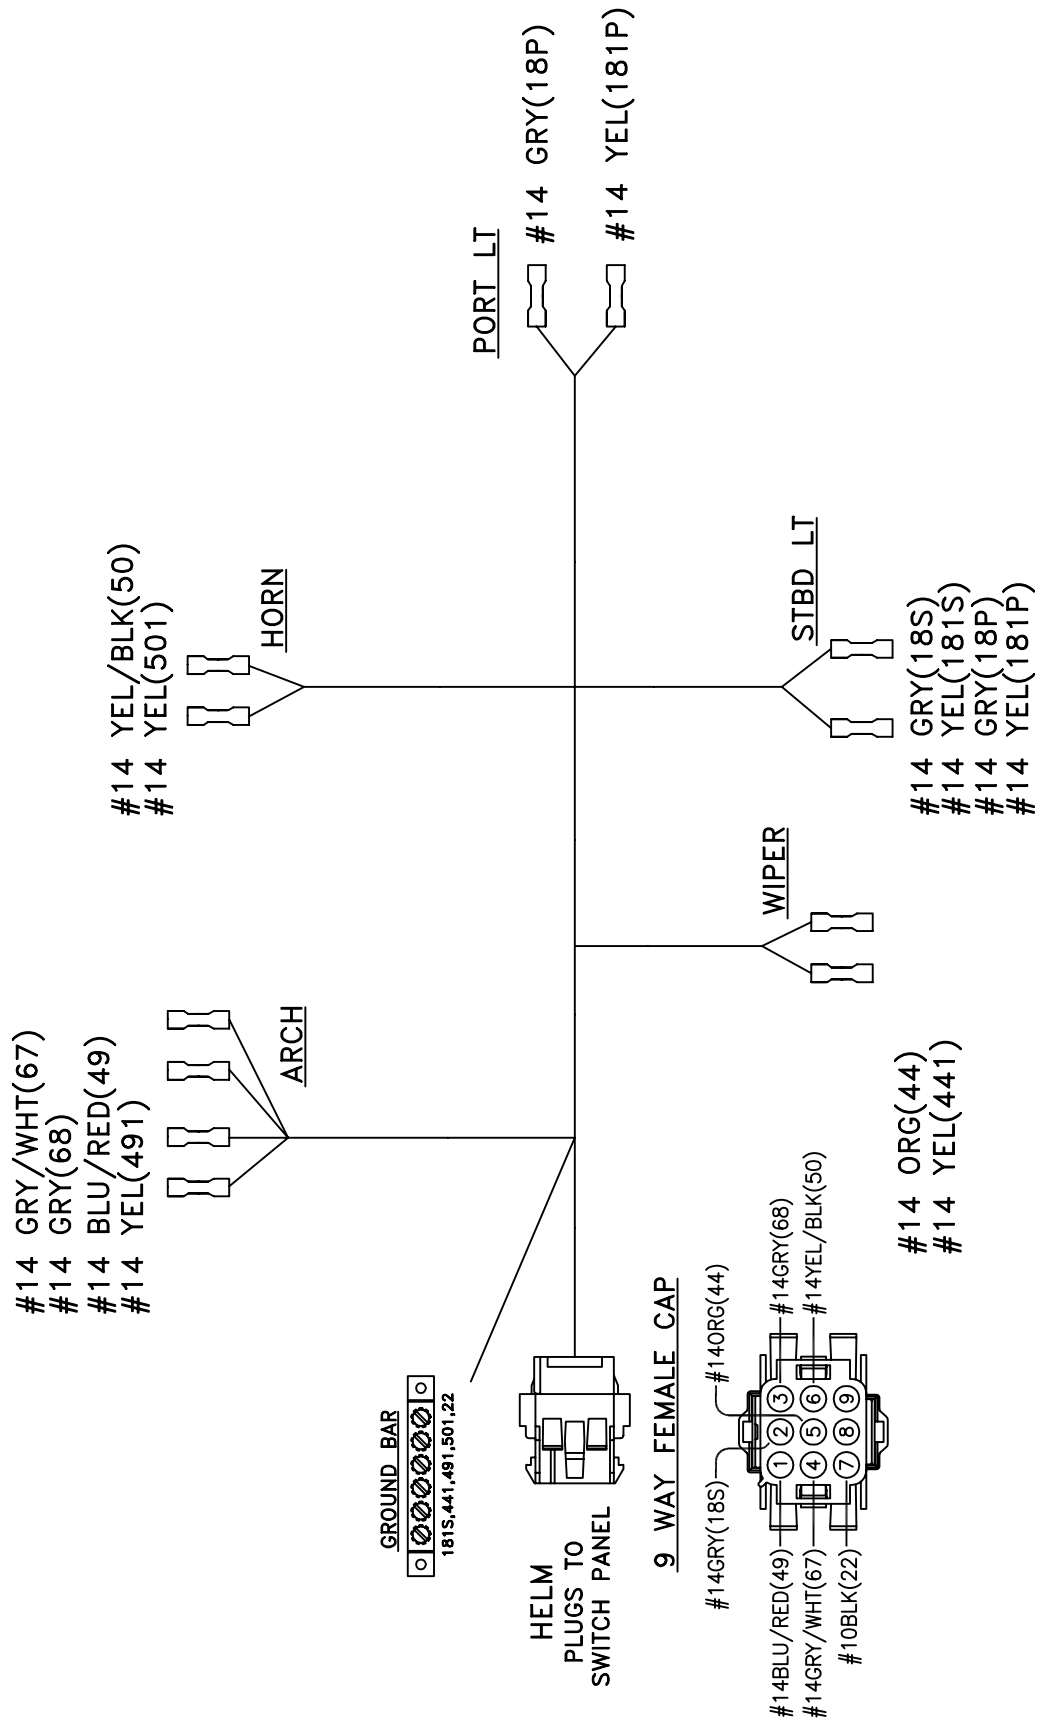 #14 GRY/WHT(67)
#14 GRY(68)
#14 BLU/RED(49)
#14 YEL(491)
ARCH
#14 YEL/BLK(50)
#14 YEL(501)
HORN
PORT LT
#14 GRY(18P)
#14 YEL(181P)
GROUND BAR
181S,441,491,501,22
HELM
PLUGS TO
SWITCH PANEL
WIPER
#14 ORG(44)
#14 YEL(441)
STBD LT
#14 GRY(18S)
#14 YEL(181S)
#14 GRY(18P)
#14 YEL(181P)
9 WAY FEMALE CAP
#14GRY(18S)
#14ORG(44)
#14BLU/RED(49)
1
2
3
#14GRY(68)
#14GRY/WHT(67)
4
5
6
#14YEL/BLK(50)
#10BLK(22)
7
8
9